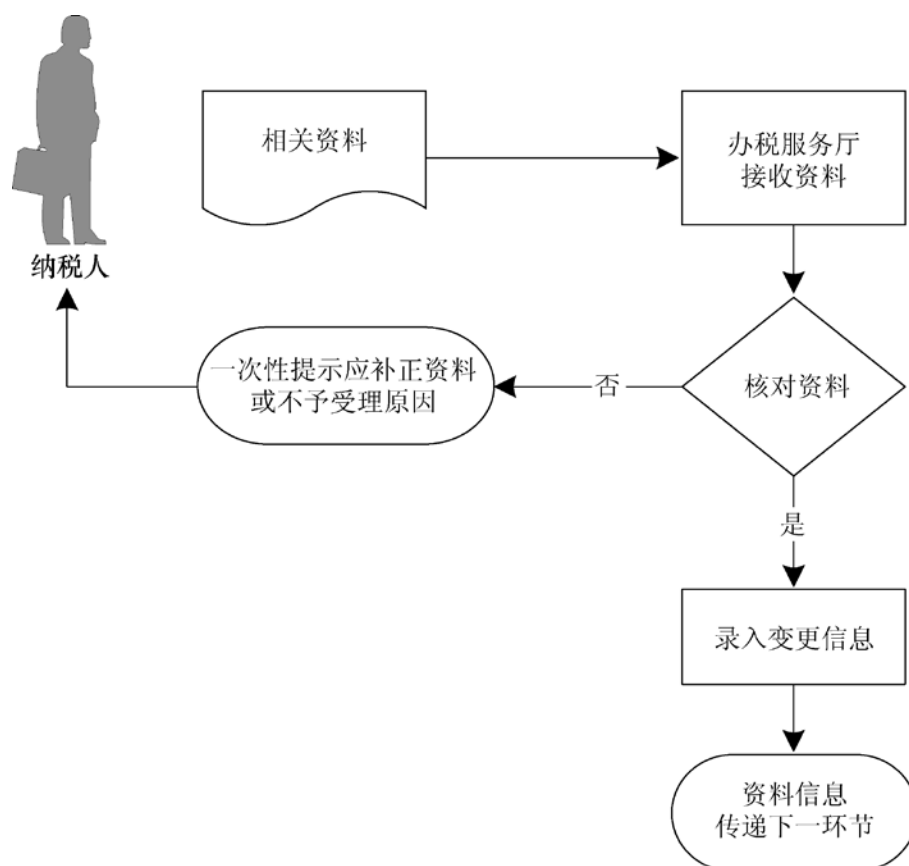 相关资料
办税服务厅
接收资料
纳税人
一次性提示应补正资料
或不予受理原因
否
核对资料
是
录入变更信息
资料信息
传递下一环节